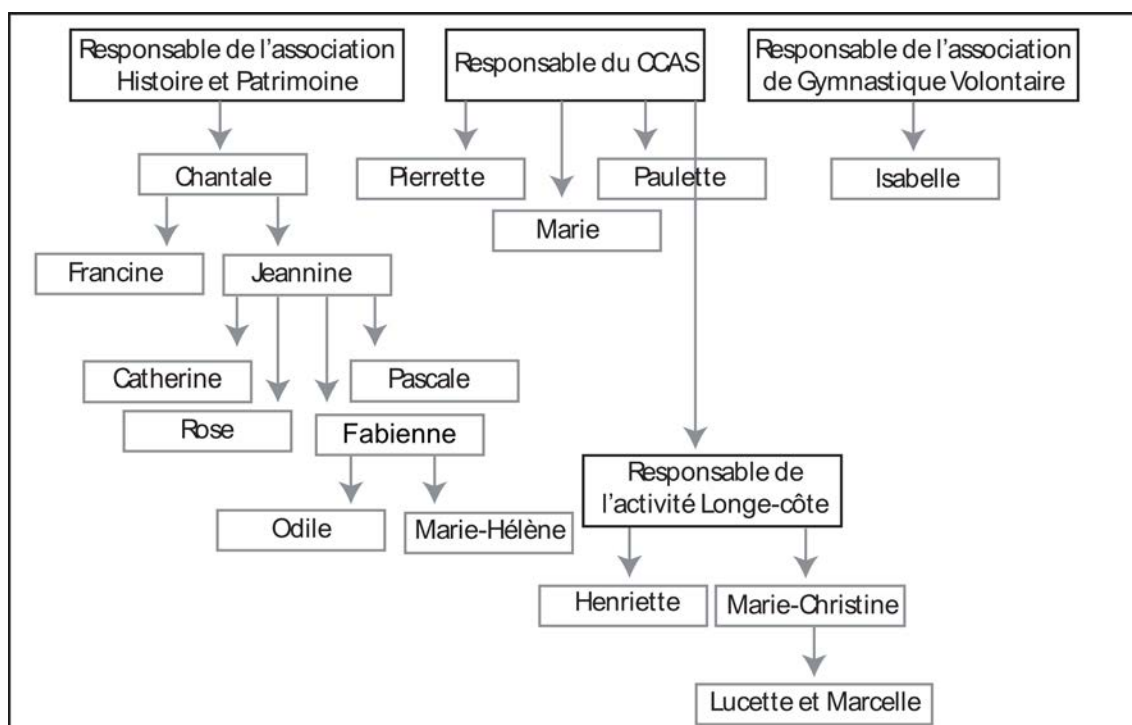 Responsable de l'association
Histoire et Patrimoine
Responsable du CCAS
Responsable de l'association
de Gymnastique Volontaire
Chantale
Pierrette
Paulette
Isabelle
Marie
Francine
Jeannine
Catherine
Pascale
Rose
Fabienne
Responsable de
l'activité Longe-côte
Odile
Marie-Hélène
Henriette
Marie-Christine
Lucette et Marcelle